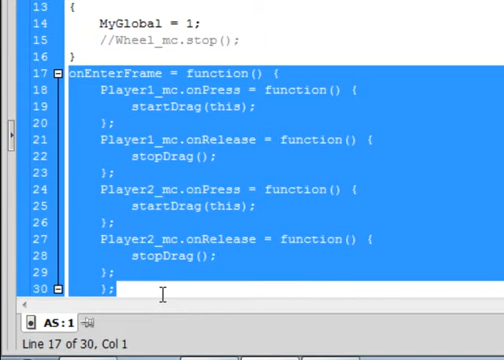 13 {
14 MyGlobal = 1;
15 //Wheel_mc.stop();
16 }
17 onEnterFrame = function() {
18 Player1_mc.onPress = function() {
19 startDrag(this);
20 };
21 Player1_mc.onRelease = function() {
22 stopDrag();
23 };
24 Player2_mc.onPress = function() {
25 startDrag(this);
26 };
27 Player2_mc.onRelease = function() {
28 stopDrag();
29 };
30 };
AS:1
Line 17 of 30, Col 1